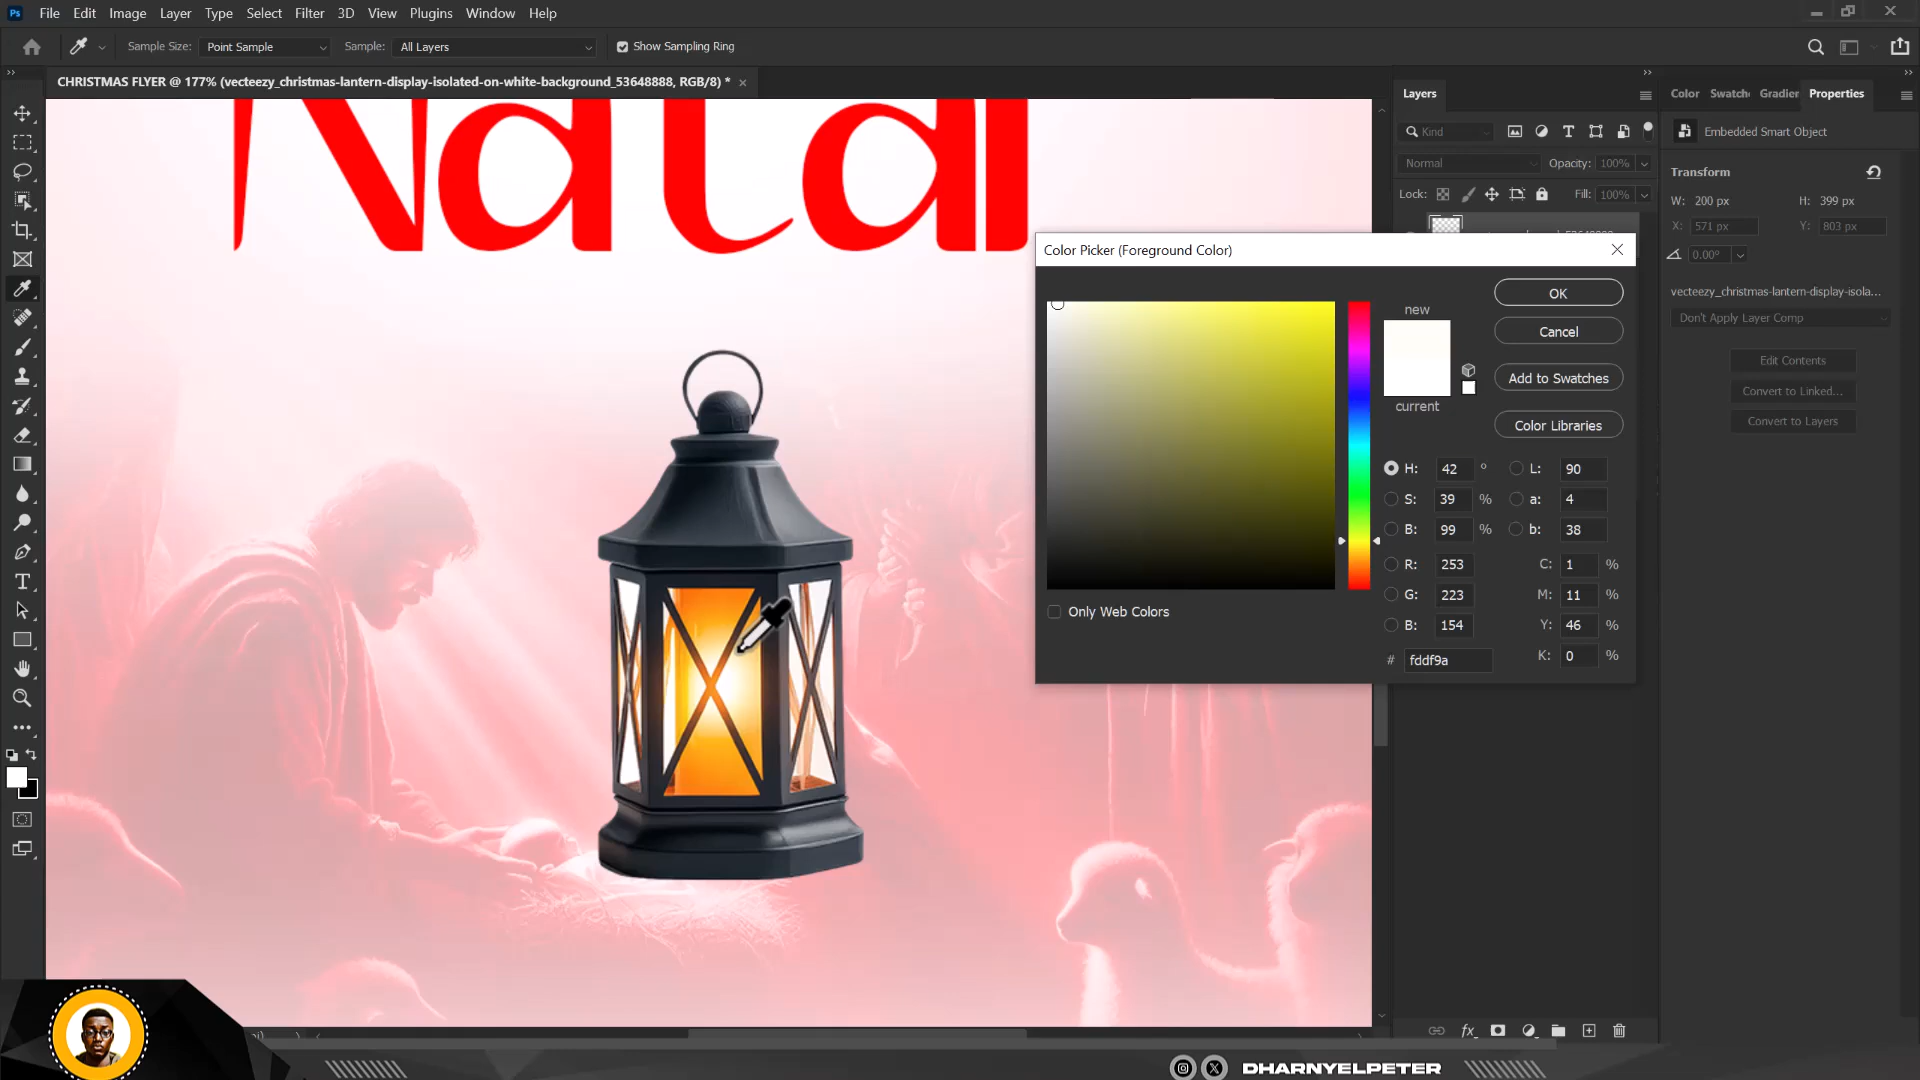 Ps File Edit Image Layer Type Select Filter 3D View Plugins Window Help
Sample Size: Point Sample Sample: All Layers Show Sampling Ring
CHRISTMAS FLYER @ 177% (vecteezy_christmas-lantern-display-isolated-on-white-background_53648888, RGB/8) *
Natal
Layers
Kind
Normal Opacity: 100%
Lock: Fill: 100%
Color Swatch Gradien Properties
Embedded Smart Object
Transform
W: 200 px H: 399 px
X: 571 px Y: 803 px
0.00°
vecteezy_christmas-lantern-display-isola...
Don't Apply Layer Comp
Edit Contents
Convert to Linked...
Convert to Layers
Color Picker (Foreground Color)
new
current
OK
Cancel
Add to Swatches
Color Libraries
H: 42 ° L: 90
S: 39 % a: 4
B: 99 % b: 38
R: 253 C: 1 %
G: 223 M: 11 %
B: 154 Y: 46 %
# fddf9a K: 0 %
Only Web Colors
fx
DHARNYELPETER